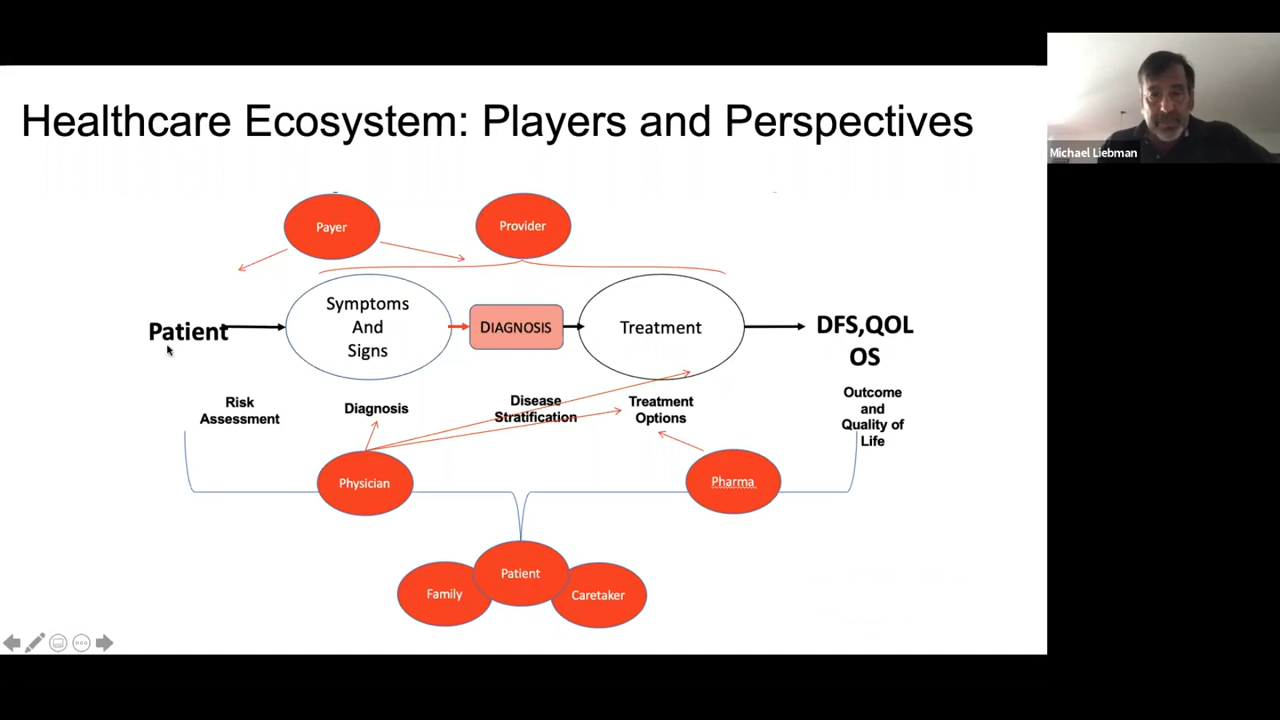 Healthcare Ecosystem: Players and Perspectives
Michael Liebman
Payer
Provider
Patient
Symptoms
And
Signs
DIAGNOSIS
Treatment
DFS,QOL
OS
Risk
Assessment
Diagnosis
Disease
Stratification
Treatment
Options
Outcome
and
Quality of
Life
Physician
Pharma
Family
Patient
Caretaker